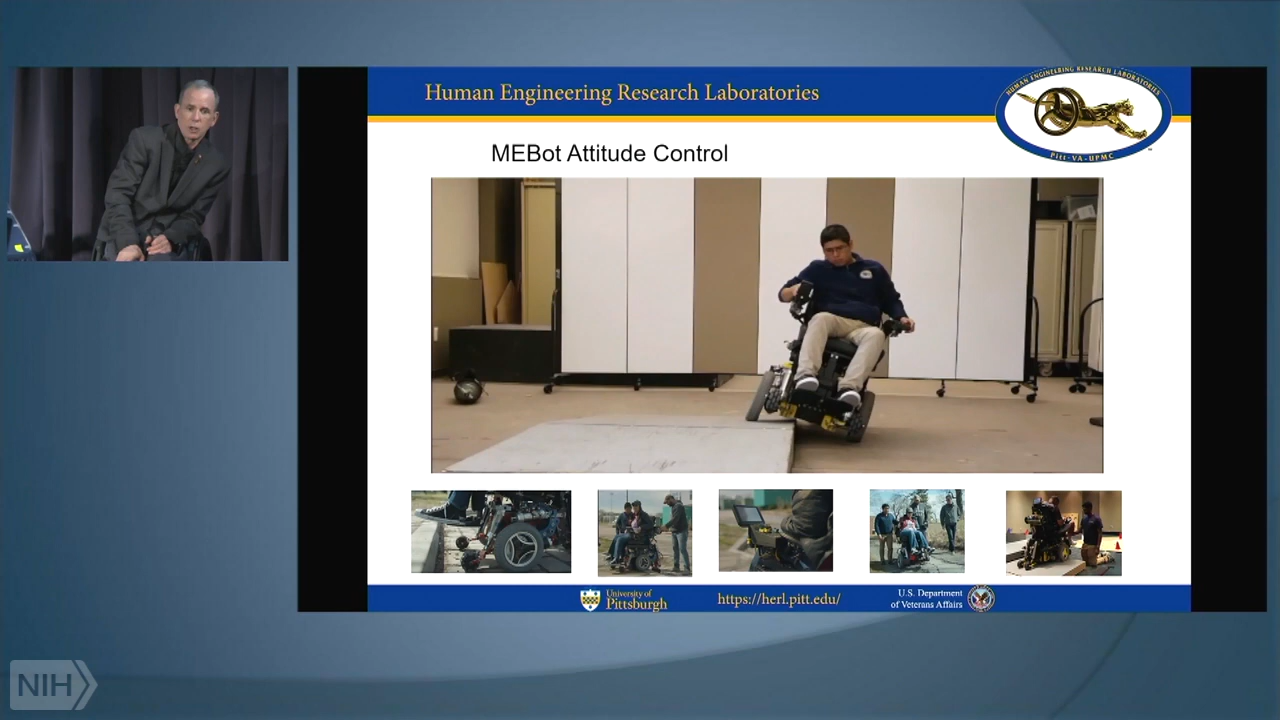 Human Engineering Research Laboratories
HUMAN ENGINEERING RESEARCH LABORATORIES
Pitt-VA-UPMC
MEBot Attitude Control
University of
Pittsburgh
https://herl.pitt.edu/
U.S. Department
of Veterans Affairs
NIH